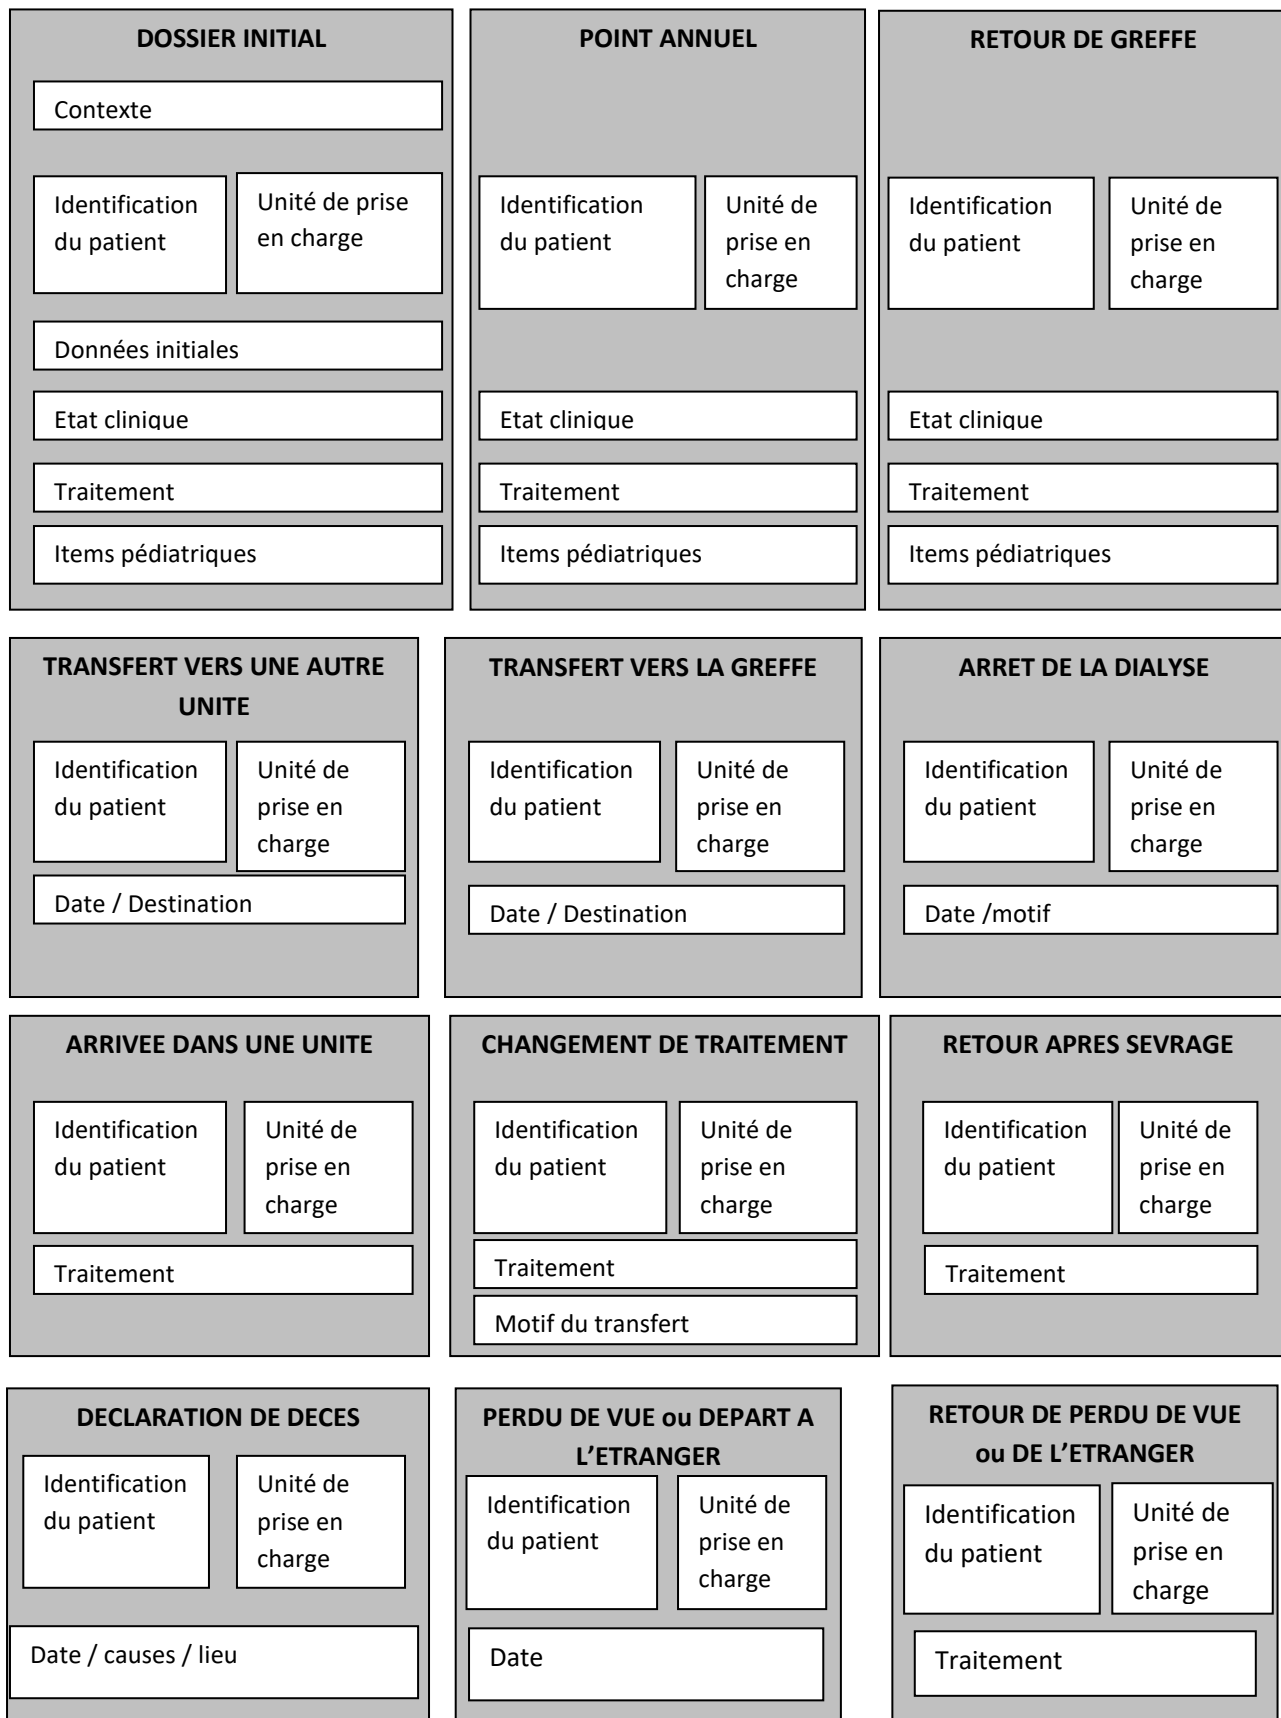 DOSSIER INITIAL
Contexte
Identification
du patient
Unité de prise
en charge
Données initiales
Etat clinique
Traitement
Items pédiatriques
POINT ANNUEL
Identification
du patient
Unité de
prise en
charge
Etat clinique
Traitement
Items pédiatriques
RETOUR DE GREFFE
Identification
du patient
Unité de
prise en
charge
Etat clinique
Traitement
Items pédiatriques
TRANSFERT VERS UNE AUTRE
UNITE
Identification
du patient
Unité de
prise en
charge
Date / Destination
TRANSFERT VERS LA GREFFE
Identification
du patient
Unité de
prise en
charge
Date / Destination
ARRET DE LA DIALYSE
Identification
du patient
Unité de
prise en
charge
Date /motif
ARRIVEE DANS UNE UNITE
Identification
du patient
Unité de
prise en
charge
Traitement
CHANGEMENT DE TRAITEMENT
Identification
du patient
Unité de
prise en
charge
Traitement
Motif du transfert
RETOUR APRES SEVRAGE
Identification
du patient
Unité de
prise en
charge
Traitement
DECLARATION DE DECES
Identification
du patient
Unité de
prise en
charge
Date / causes / lieu
PERDU DE VUE ou DEPART A
L’ETRANGER
Identification
du patient
Unité de
prise en
charge
Date
RETOUR DE PERDU DE VUE
ou DE L’ETRANGER
Identification
du patient
Unité de
prise en
charge
Traitement